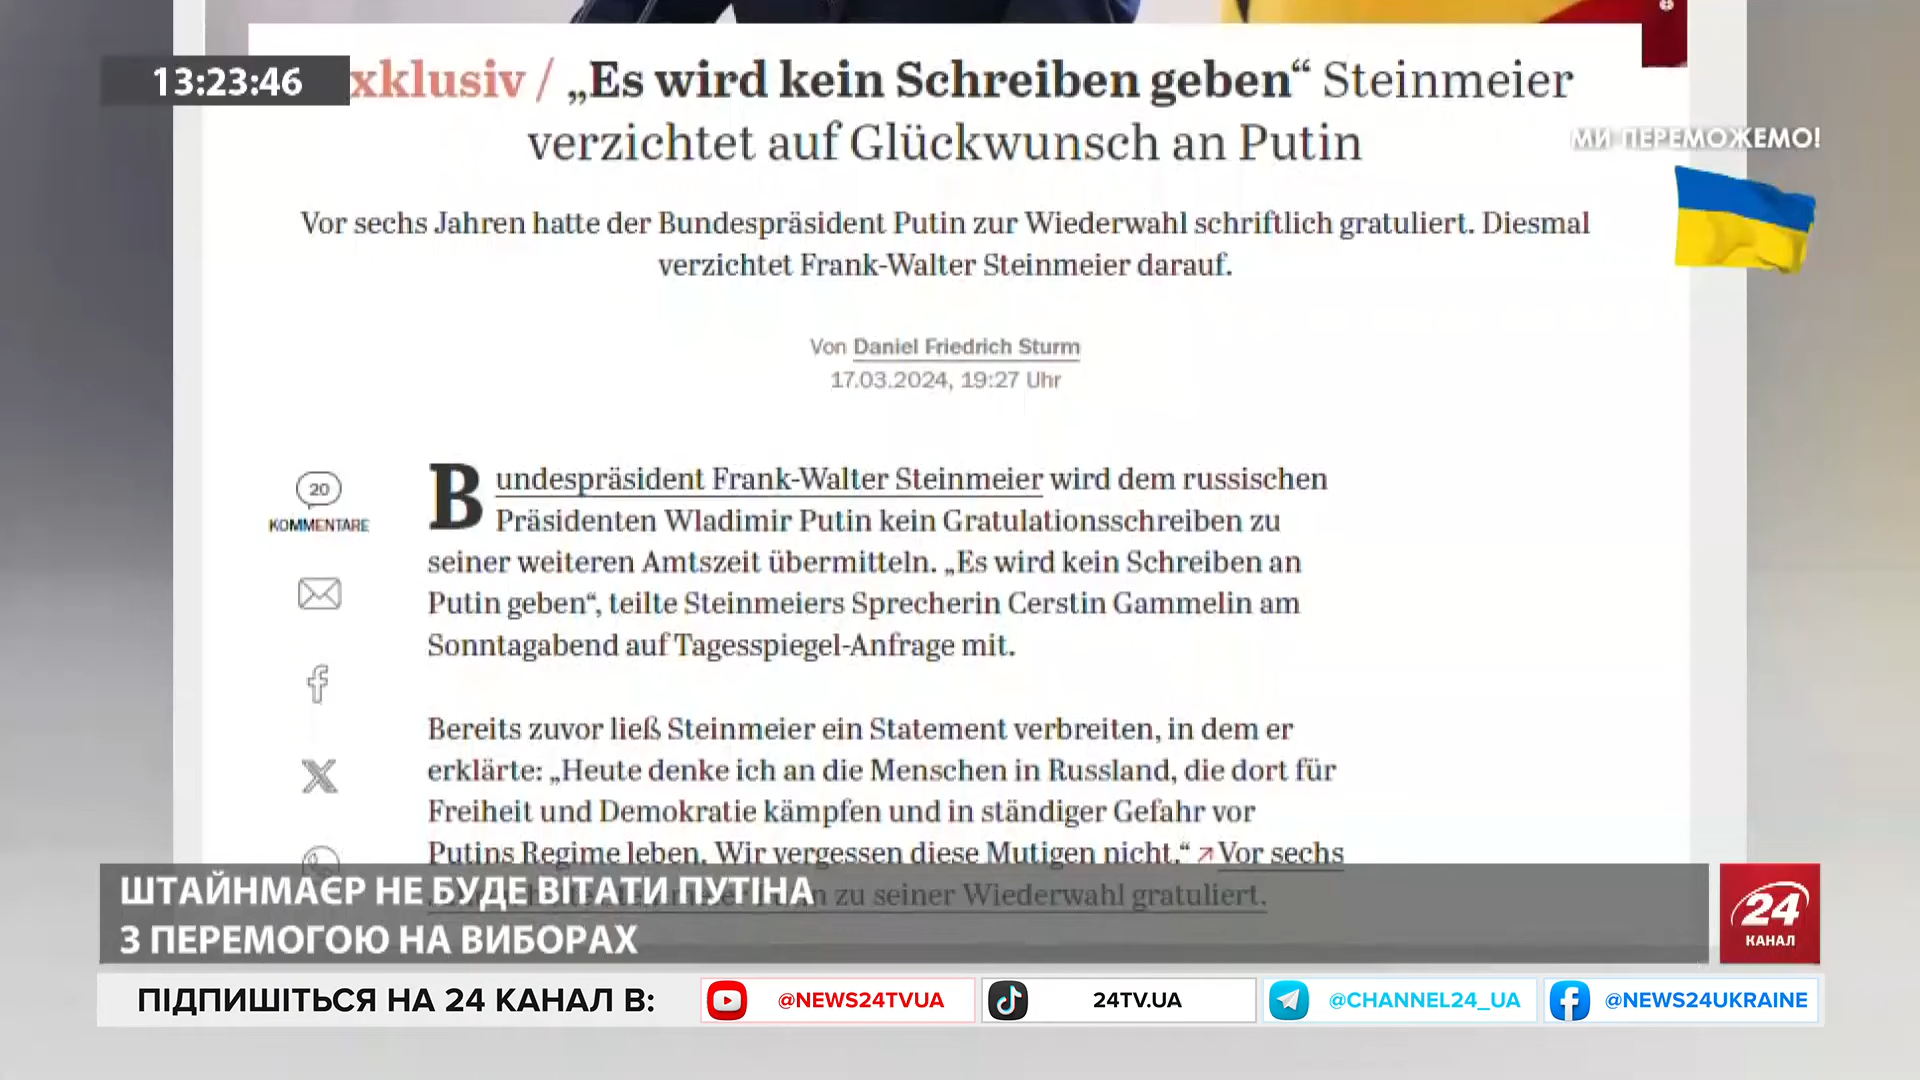 13:23:46
xklusiv / „Es wird kein Schreiben geben“ Steinmeier
verzichtet auf Glückwunsch an Putin
МИ ПЕРЕМОЖЕМО!
Vor sechs Jahren hatte der Bundespräsident Putin zur Wiederwahl schriftlich gratuliert. Diesmal
verzichtet Frank-Walter Steinmeier darauf.
Von Daniel Friedrich Sturm
17.03.2024, 19:27 Uhr
20
KOMMENTARE
Bundespräsident Frank-Walter Steinmeier wird dem russischen
Präsidenten Wladimir Putin kein Gratulationsschreiben zu
seiner weiteren Amtszeit übermitteln. „Es wird kein Schreiben an
Putin geben“, teilte Steinmeiers Sprecherin Cerstin Gammelin am
Sonntagabend auf Tagesspiegel-Anfrage mit.
Bereits zuvor ließ Steinmeier ein Statement verbreiten, in dem er
erklärte: „Heute denke ich an die Menschen in Russland, die dort für
Freiheit und Demokratie kämpfen und in ständiger Gefahr vor
Putins Regime leben. Wir vergessen diese Mutigen nicht.“ ↗Vor sechs
zu seiner Wiederwahl gratuliert.
ШТАЙНМАЄР НЕ БУДЕ ВІТАТИ ПУТІНА
З ПЕРЕМОГОЮ НА ВИБОРАХ
24
КАНАЛ
ПІДПИШІТЬСЯ НА 24 КАНАЛ В:
@NEWS24TVUA
24TV.UA
@CHANNEL24_UA
@NEWS24UKRAINE